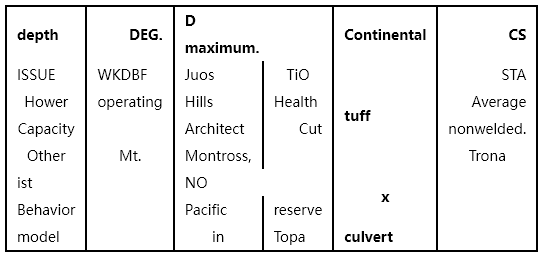 depth DEG. D maximum. Continental CS
ISSUE WKDBF Juos TiO STA
Hower operating Hills Health Average
Capacity Architect Cut tuff nonwelded.
Other Mt. Montross, Trona
ist NO
Behavior Pacific reserve x
model in Topa culvert